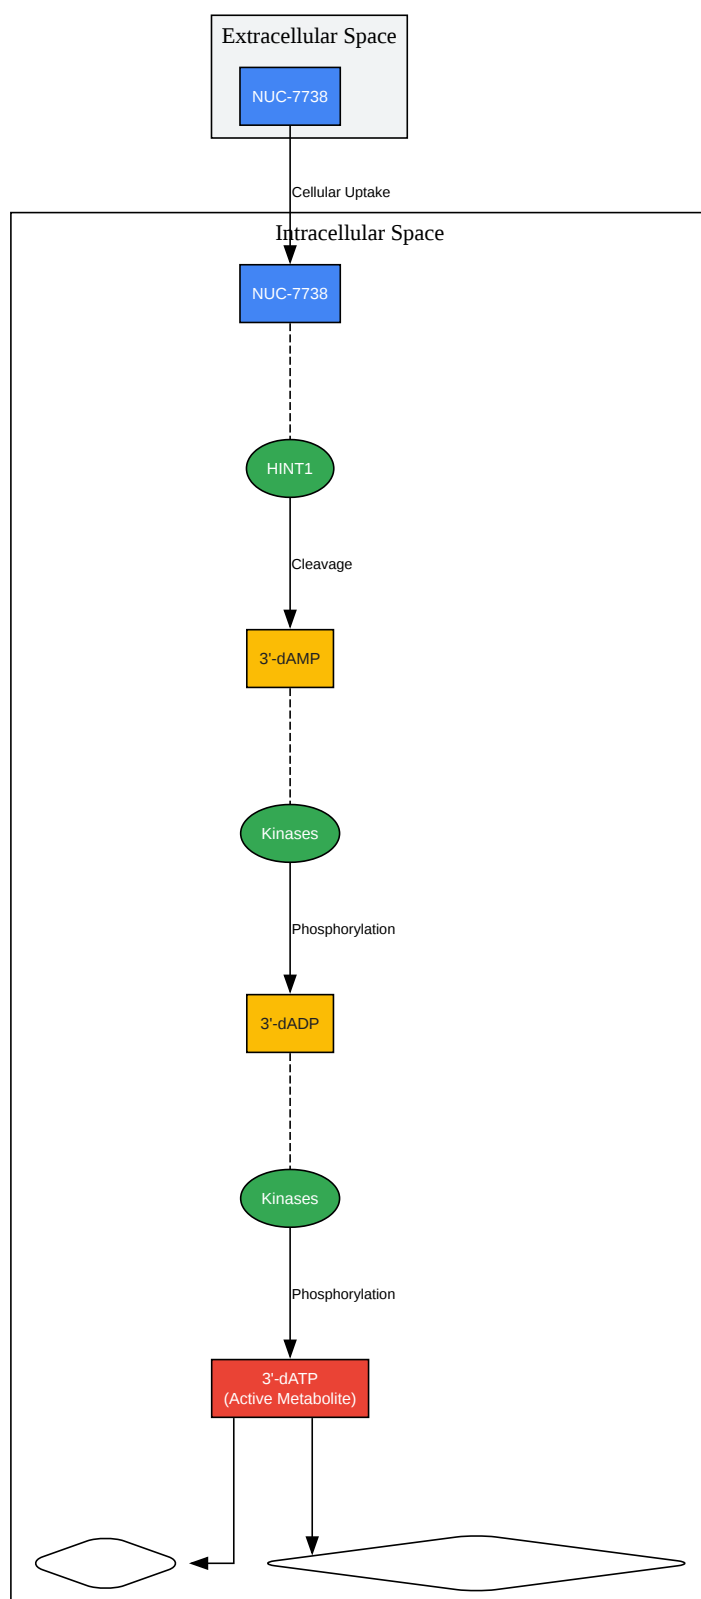 Extracellular Space
NUC-7738
Cellular Uptake
Intracellular Space
NUC-7738
HINT1
Cleavage
3'-dAMP
Kinases
Phosphorylation
3'-dADP
Kinases
Phosphorylation
3'-dATP
(Active Metabolite)